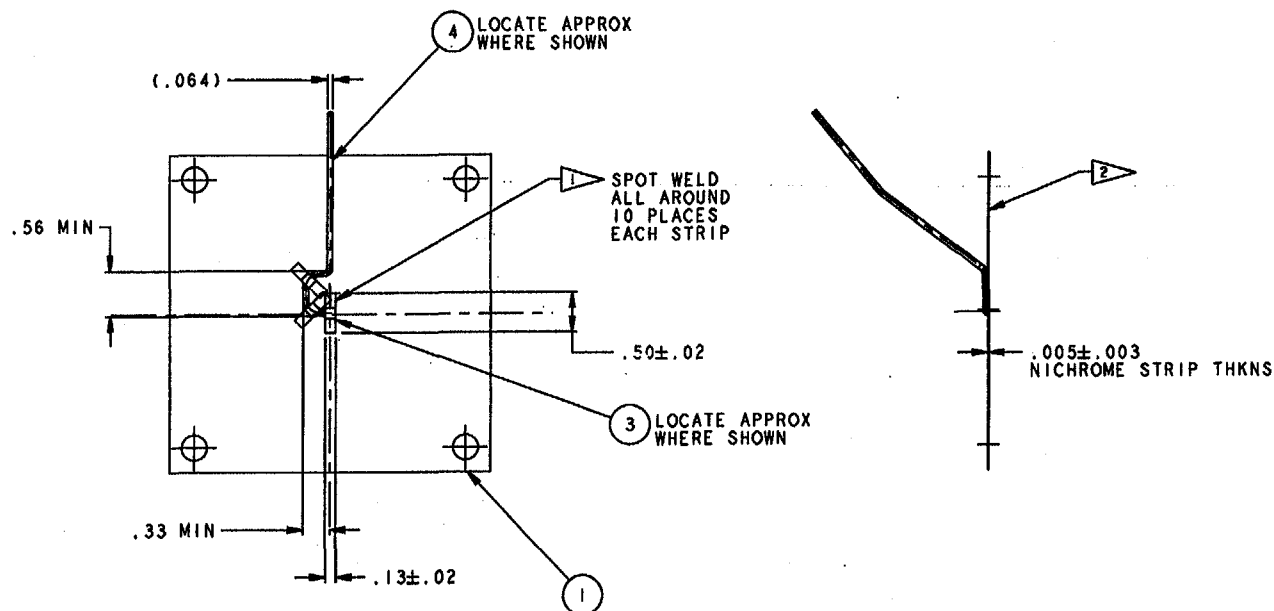 4 LOCATE APPROX
WHERE SHOWN
(.064)
1 SPOT WELD
ALL AROUND
10 PLACES
EACH STRIP
2
.56 MIN
.50±.02
.005±.003
NICHROME STRIP THKNS
3 LOCATE APPROX
WHERE SHOWN
.33 MIN
.13±.02
1